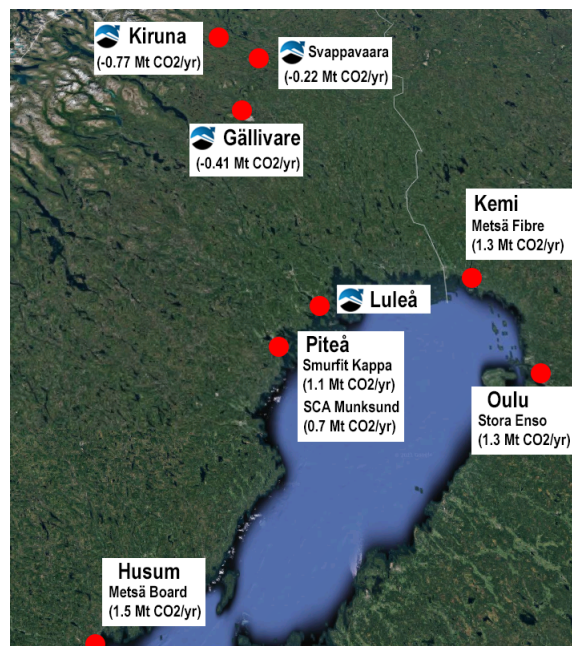 Kiruna
(-0.77 Mt CO2/yr)
Svappavaara
(-0.22 Mt CO2/yr)
Gällivare
(-0.41 Mt CO2/yr)
Kemi
Metsä Fibre
(1.3 Mt CO2/yr)
Luleå
Piteå
Smurfit Kappa
(1.1 Mt CO2/yr)
SCA Munksund
(0.7 Mt CO2/yr)
Oulu
Stora Enso
(1.3 Mt CO2/yr)
Husum
Metsä Board
(1.5 Mt CO2/yr)